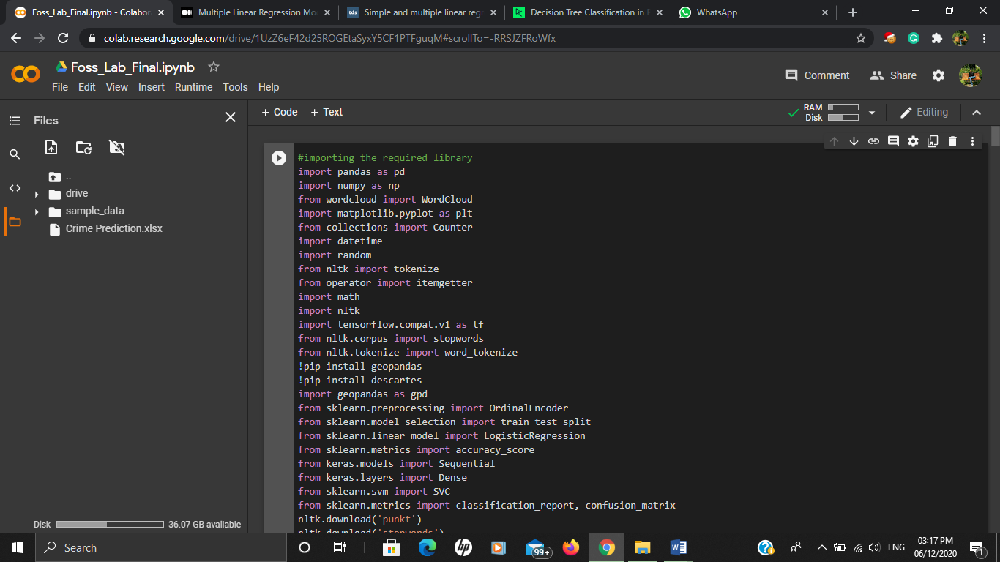 Foss_Lab_Final.ipynb - Colabor
Multiple Linear Regression Mo
Simple and multiple linear regr
Decision Tree Classification in P
WhatsApp
colab.research.google.com/drive/1UzZ6eF42d25ROGEtaSyxY5CF1PTFguqM#scrollTo=-RRSJZFRoWfx
Foss_Lab_Final.ipynb
Comment
Share
File Edit View Insert Runtime Tools Help
Files
+ Code + Text
RAM
Disk
Editing
..
drive
sample_data
Crime Prediction.xlsx
#importing the required library
import pandas as pd
import numpy as np
from wordcloud import WordCloud
import matplotlib.pyplot as plt
from collections import Counter
import datetime
import random
from nltk import tokenize
from operator import itemgetter
import math
import nltk
import tensorflow.compat.v1 as tf
from nltk.corpus import stopwords
from nltk.tokenize import word_tokenize
!pip install geopandas
!pip install descartes
import geopandas as gpd
from sklearn.preprocessing import OrdinalEncoder
from sklearn.model_selection import train_test_split
from sklearn.linear_model import LogisticRegression
from sklearn.metrics import accuracy_score
from keras.models import Sequential
from keras.layers import Dense
from sklearn.svm import SVC
from sklearn.metrics import classification_report, confusion_matrix
nltk.download('punkt')
nltk.download('stopwords')
Disk 36.07 GB available
Search
hp
99+
ENG
03:17 PM
06/12/2020
1